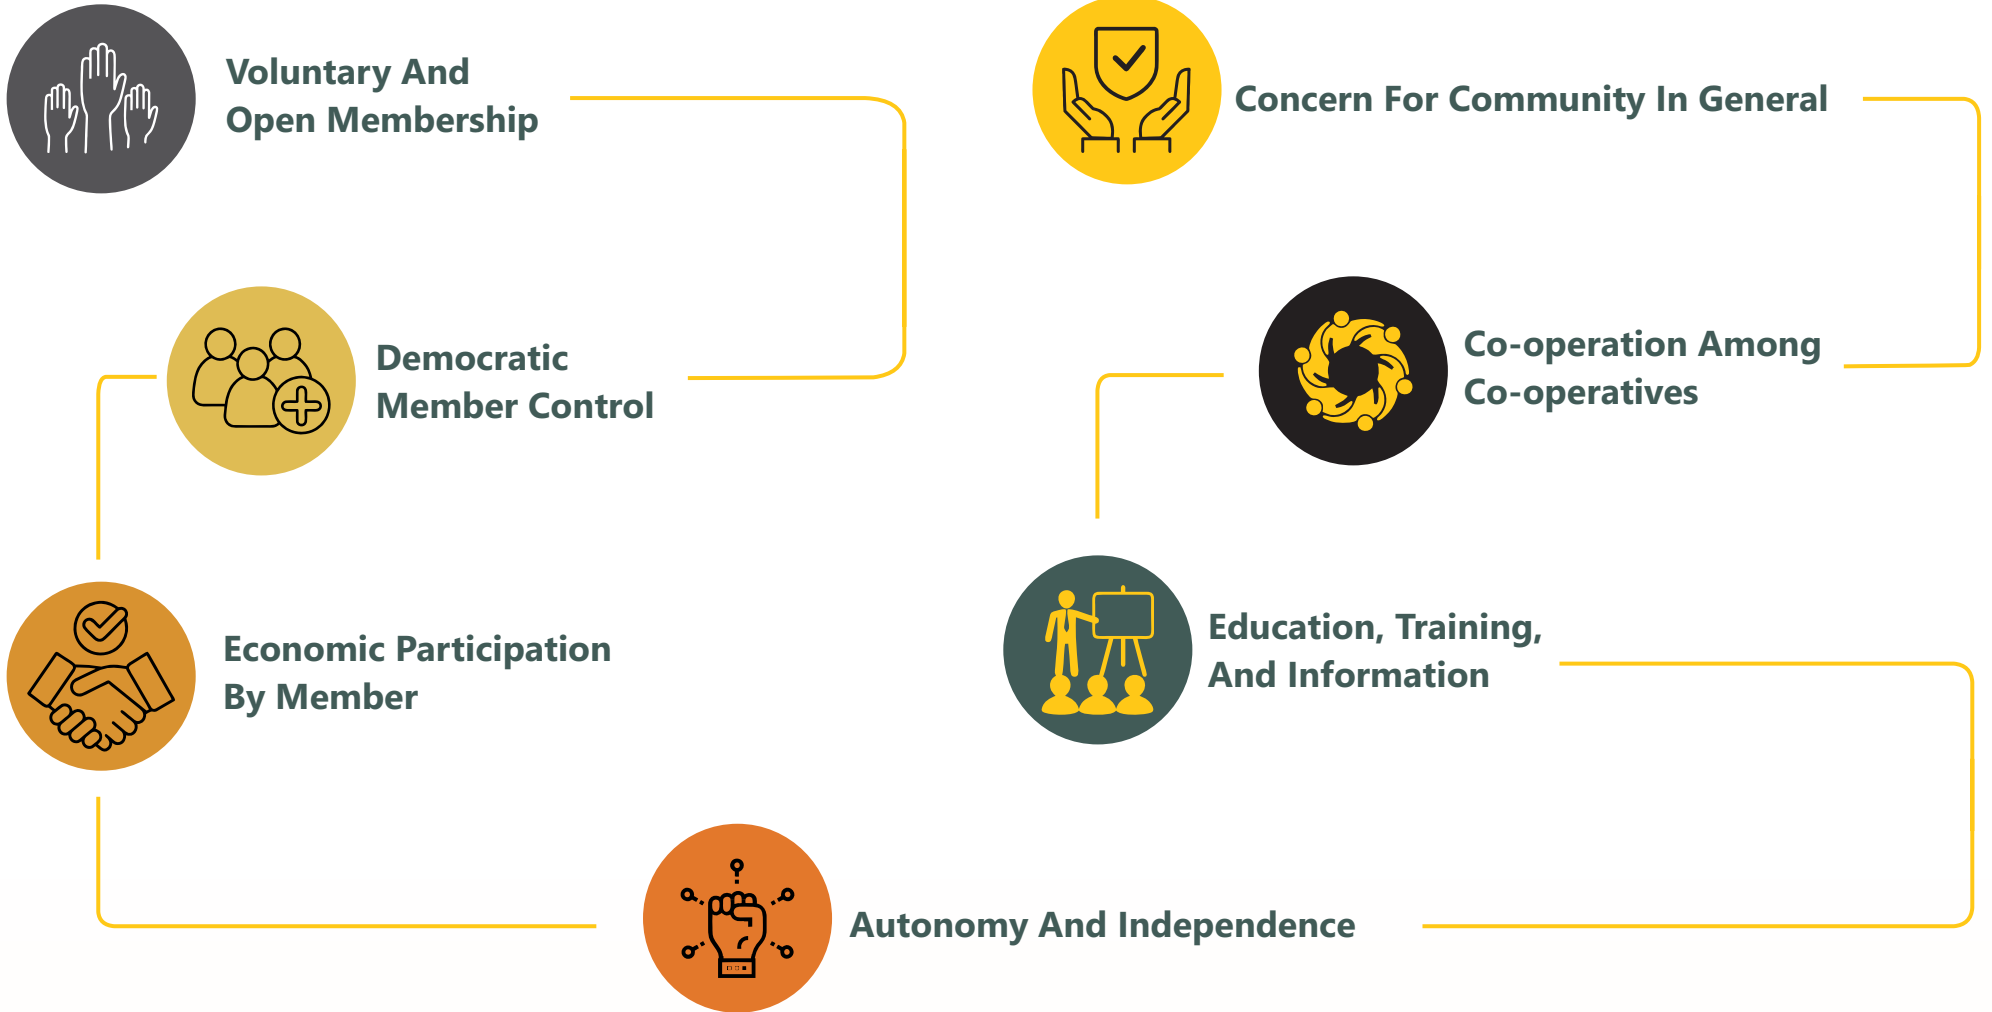 Voluntary And
Open Membership
Democratic
Member Control
Economic Participation
By Member
Autonomy And Independence
Education, Training,
And Information
Co-operation Among
Co-operatives
Concern For Community In General